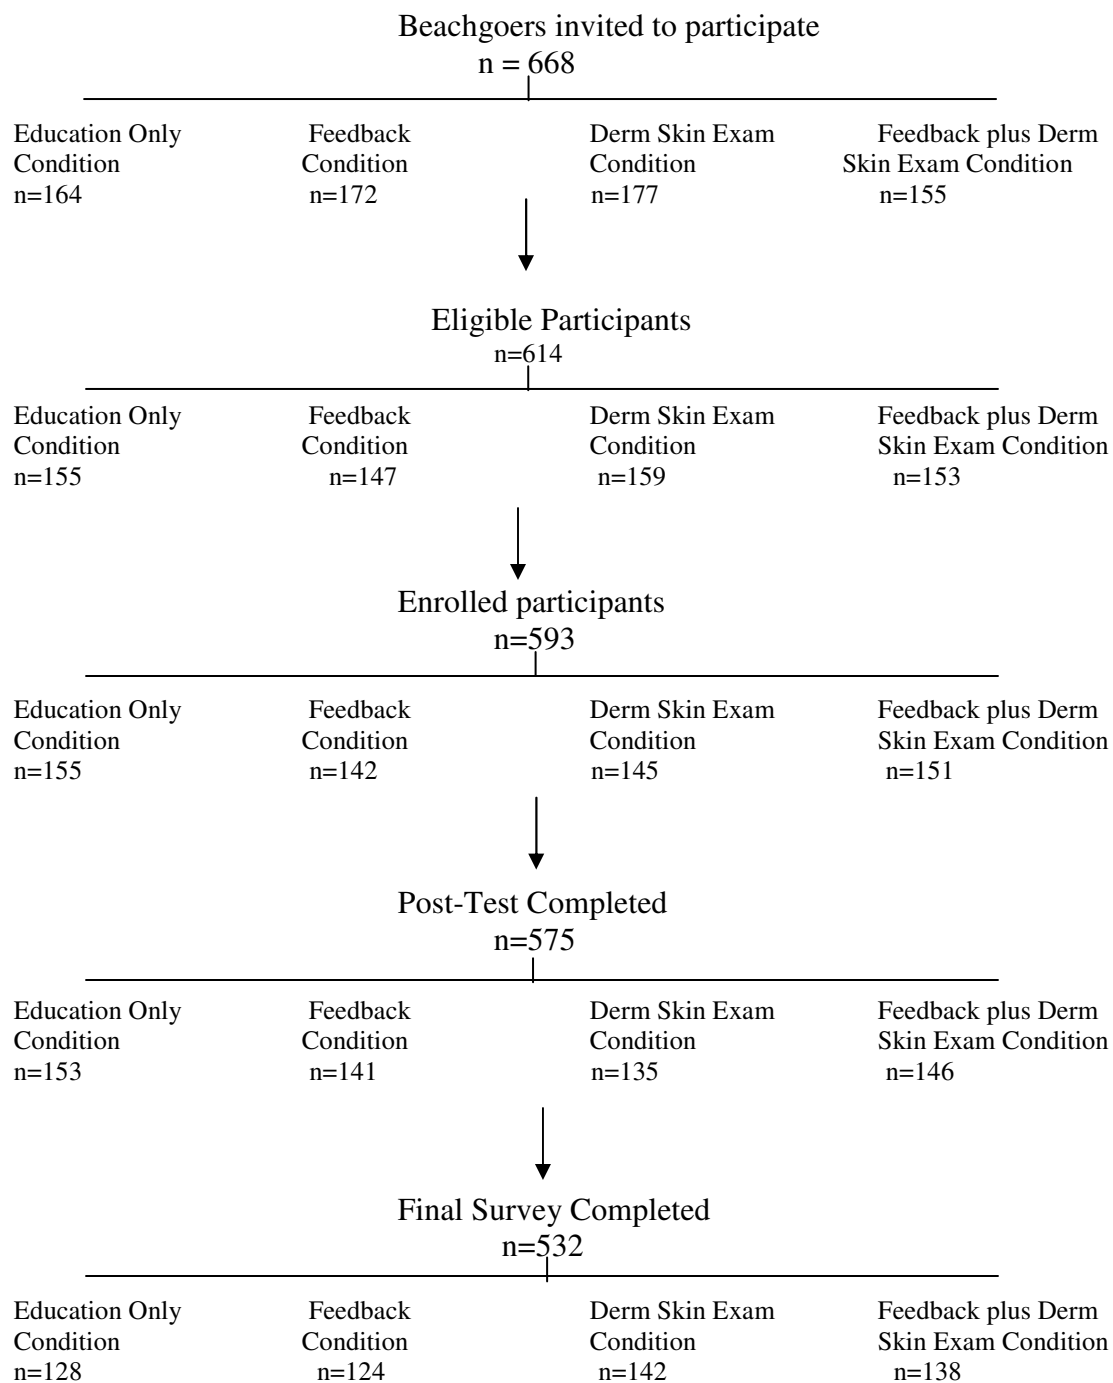 Beachgoers invited to participate
n = 668
Education Only Feedback Derm Skin Exam Feedback plus Derm
Condition Condition Condition Skin Exam Condition
n=164 n=172 n=177 n=155
Eligible Participants
n=614
Education Only Feedback Derm Skin Exam Feedback plus Derm
Condition Condition Condition Skin Exam Condition
n=155 n=147 n=159 n=153
Enrolled participants
n=593
Education Only Feedback Derm Skin Exam Feedback plus Derm
Condition Condition Condition Skin Exam Condition
n=155 n=142 n=145 n=151
Post-Test Completed
n=575
Education Only Feedback Derm Skin Exam Feedback plus Derm
Condition Condition Condition Skin Exam Condition
n=153 n=141 n=135 n=146
Final Survey Completed
n=532
Education Only Feedback Derm Skin Exam Feedback plus Derm
Condition Condition Condition Skin Exam Condition
n=128 n=124 n=142 n=138